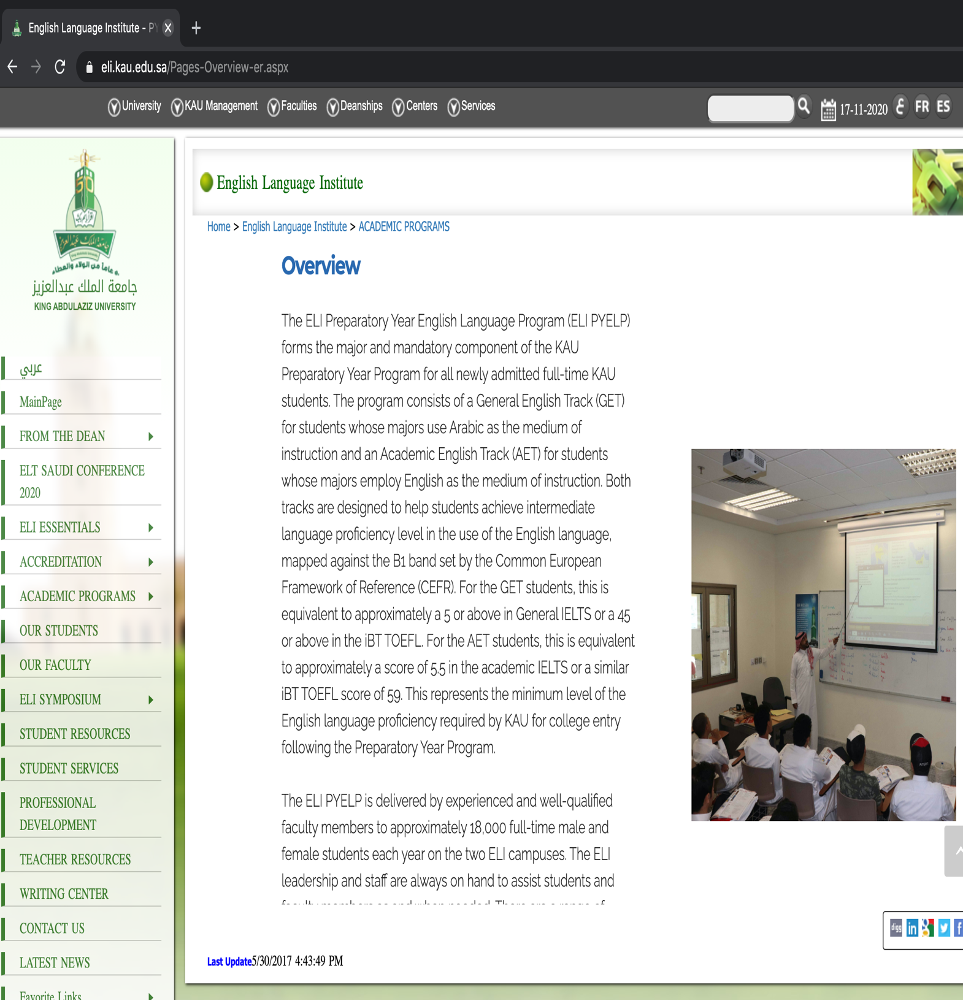 English Language Institute - PY
eli.kau.edu.sa/Pages-Overview-er.aspx
University KAU Management Faculties Deanships Centers Services
17-11-2020 ع FR ES
جامعة الملك عبدالعزيز
KING ABDULAZIZ UNIVERSITY
عربي
MainPage
FROM THE DEAN
ELT SAUDI CONFERENCE
2020
ELI ESSENTIALS
ACCREDITATION
ACADEMIC PROGRAMS
OUR STUDENTS
OUR FACULTY
ELI SYMPOSIUM
STUDENT RESOURCES
STUDENT SERVICES
PROFESSIONAL
DEVELOPMENT
TEACHER RESOURCES
WRITING CENTER
CONTACT US
LATEST NEWS
Favorite Links
English Language Institute
Home > English Language Institute > ACADEMIC PROGRAMS
Overview
The ELI Preparatory Year English Language Program (ELI PYELP)
forms the major and mandatory component of the KAU
Preparatory Year Program for all newly admitted full-time KAU
students. The program consists of a General English Track (GET)
for students whose majors use Arabic as the medium of
instruction and an Academic English Track (AET) for students
whose majors employ English as the medium of instruction. Both
tracks are designed to help students achieve intermediate
language proficiency level in the use of the English language,
mapped against the B1 band set by the Common European
Framework of Reference (CEFR). For the GET students, this is
equivalent to approximately a 5 or above in General IELTS or a 45
or above in the iBT TOEFL. For the AET students, this is equivalent
to approximately a score of 5.5 in the academic IELTS or a similar
iBT TOEFL score of 59. This represents the minimum level of the
English language proficiency required by KAU for college entry
following the Preparatory Year Program.
The ELI PYELP is delivered by experienced and well-qualified
faculty members to approximately 18,000 full-time male and
female students each year on the two ELI campuses. The ELI
leadership and staff are always on hand to assist students and
faculty members as and when needed. There are a range of
digg in f
Last Update5/30/2017 4:43:49 PM